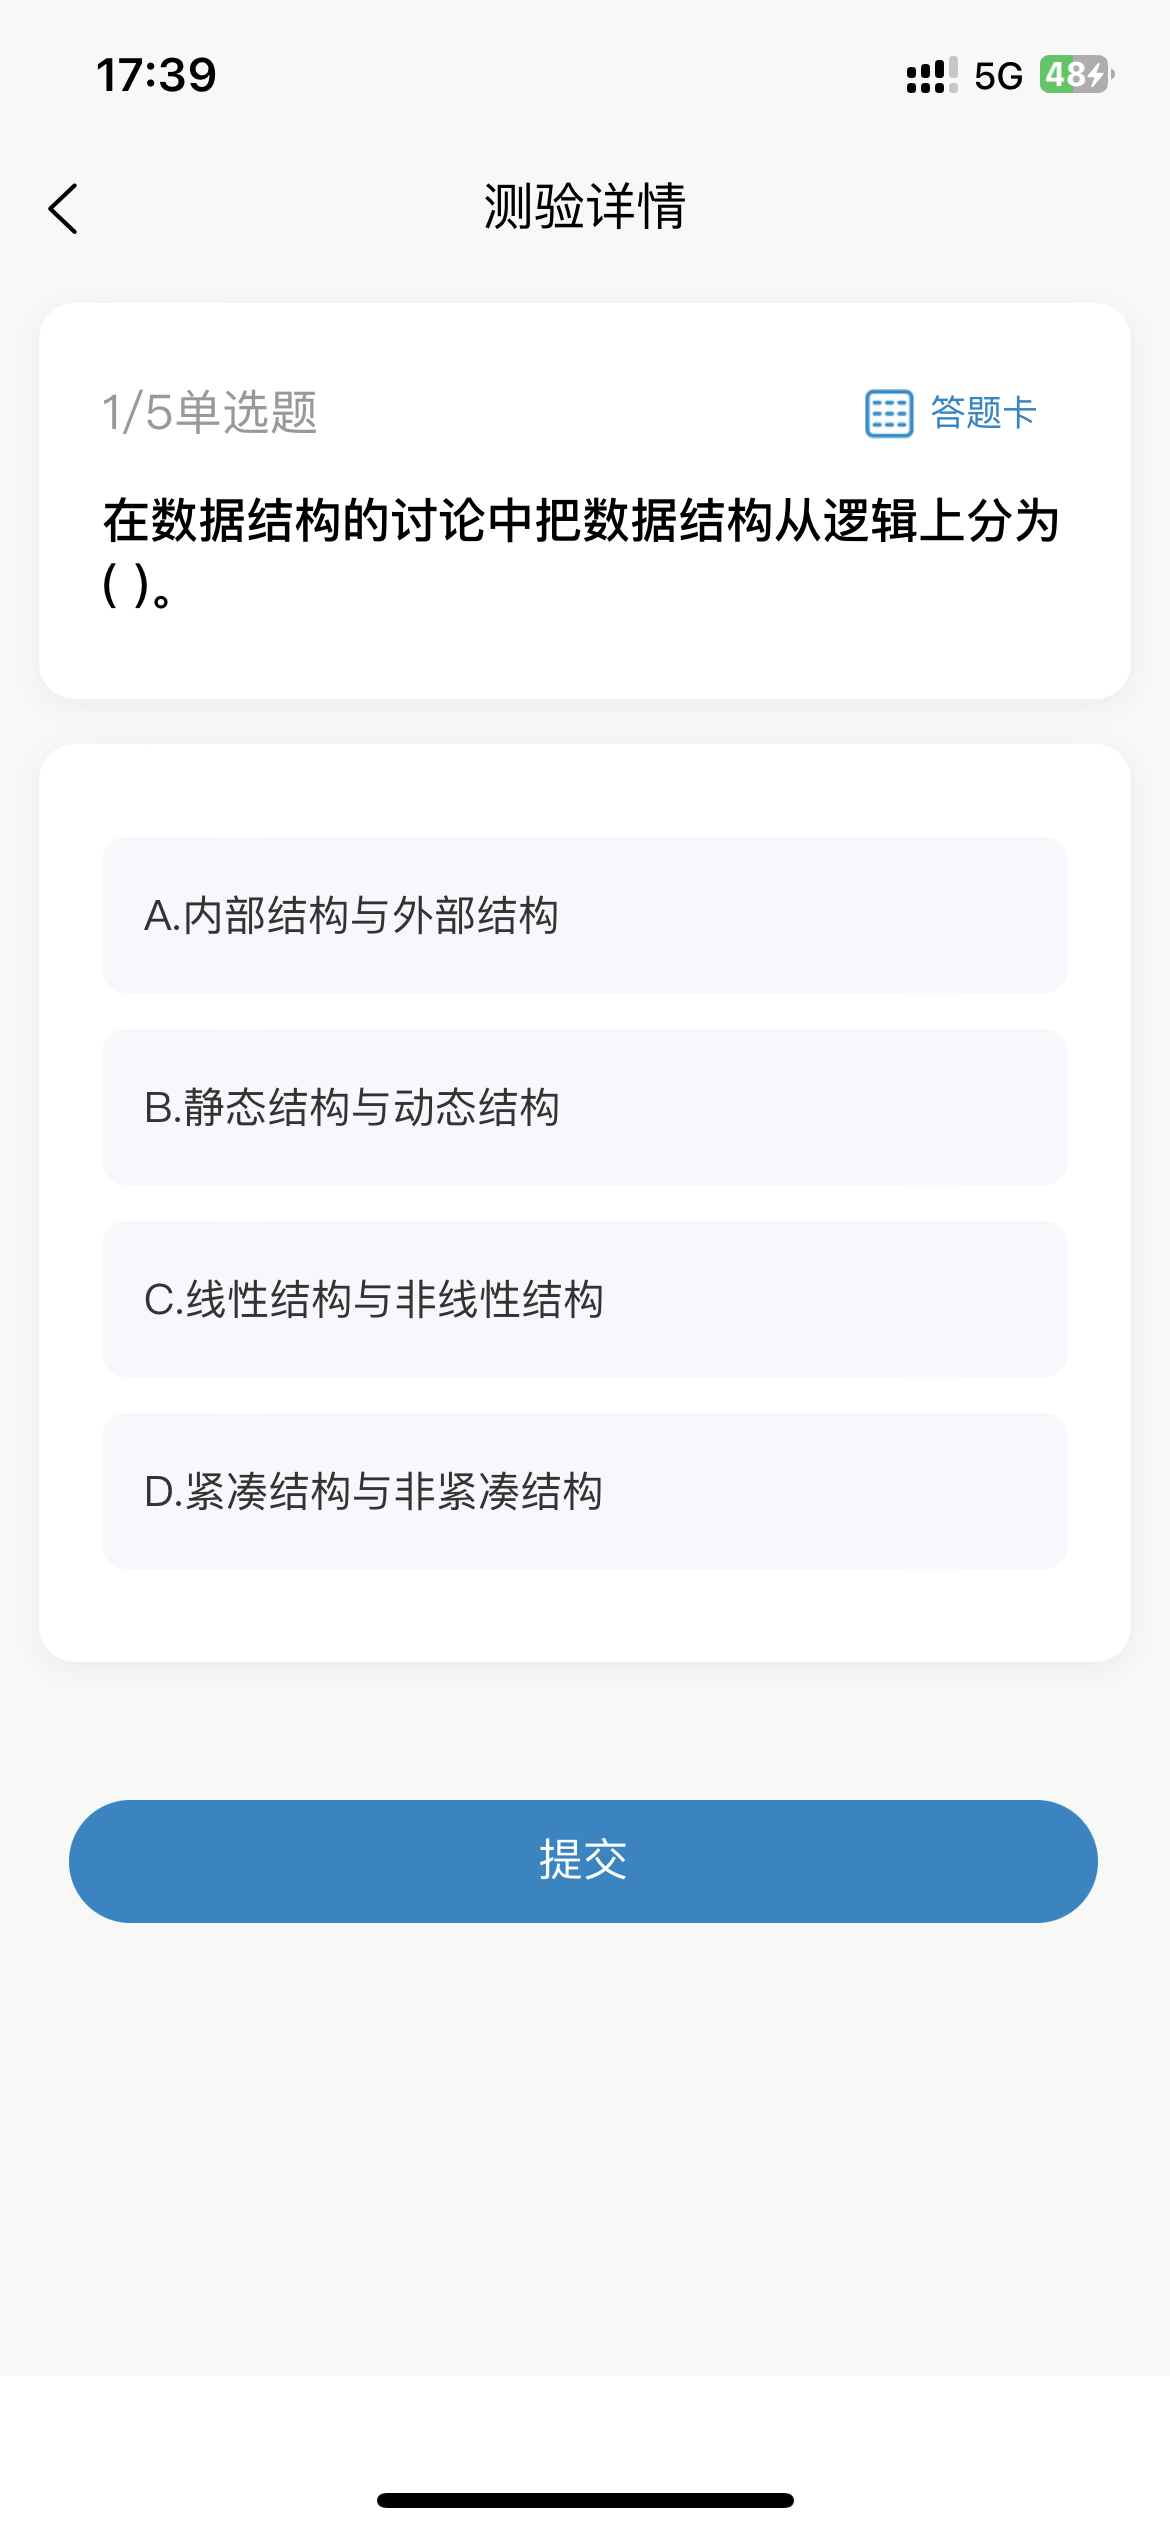 17:39
5G 48
测验详情
1/5单选题
答题卡
在数据结构的讨论中把数据结构从逻辑上分为
( )。
A.内部结构与外部结构
B.静态结构与动态结构
C.线性结构与非线性结构
D.紧凑结构与非紧凑结构
提交